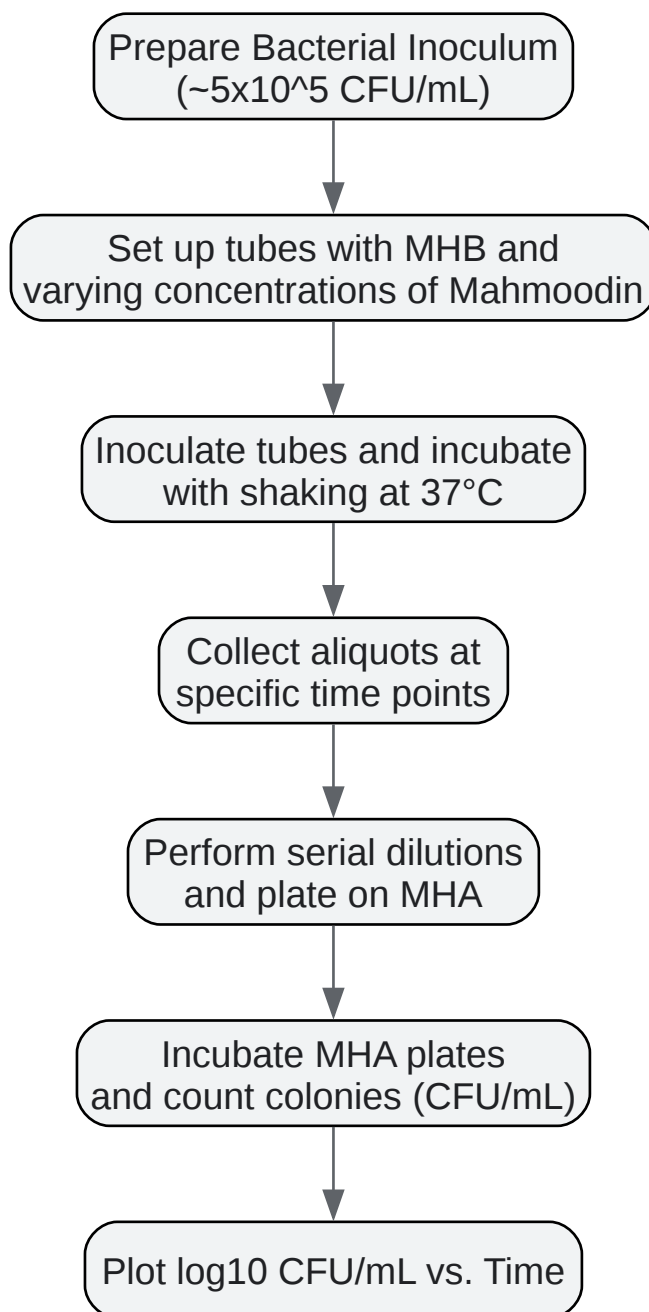 Prepare Bacterial Inoculum
(~5x10^5 CFU/mL)
Set up tubes with MHB and
varying concentrations of Mahmoodin
Inoculate tubes and incubate
with shaking at 37°C
Collect aliquots at
specific time points
Perform serial dilutions
and plate on MHA
Incubate MHA plates
and count colonies (CFU/mL)
Plot log10 CFU/mL vs. Time